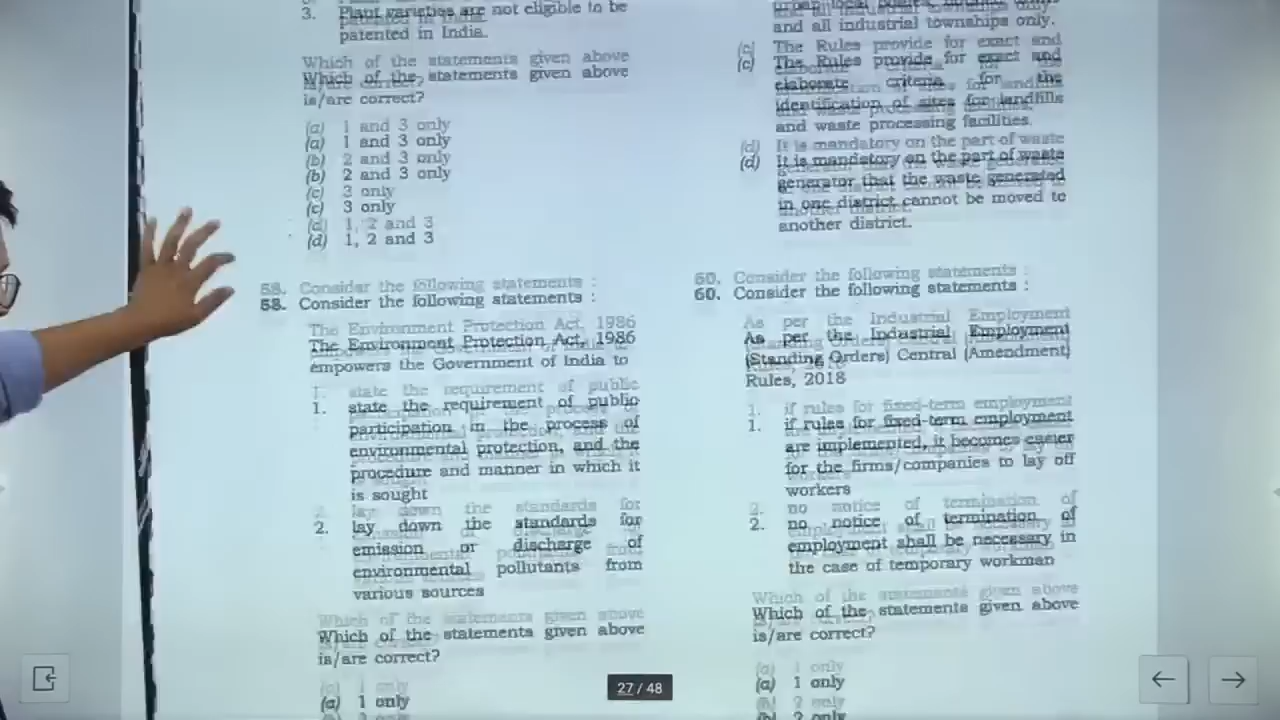 3. Plant varieties are not eligible to be
patented in India.
Which of the statements given above
is/are correct?
(a) 1 and 3 only
(b) 2 and 3 only
(c) 3 only
(d) 1, 2 and 3
58. Consider the following statements :
The Environment Protection Act, 1986
empowers the Government of India to
1. state the requirement of public
participation in the process of
environmental protection, and the
procedure and manner in which it
is sought
2. lay down the standards for
emission or discharge of
environmental pollutants from
various sources
Which of the statements given above
is/are correct?
(a) 1 only
and all industrial townships only.
(c) The Rules provide for exact and
elaborate criteria for the
identification of sites for landfills
and waste processing facilities.
(d) It is mandatory on the part of waste
generator that the waste generated
in one district cannot be moved to
another district.
60. Consider the following statements :
As per the Industrial Employment
(Standing Orders) Central (Amendment)
Rules, 2018
1. if rules for fixed-term employment
are implemented, it becomes easier
for the firms/companies to lay off
workers
2. no notice of termination of
employment shall be necessary in
the case of temporary workman
Which of the statements given above
is/are correct?
(a) 1 only
(b) 2 only
27 / 48